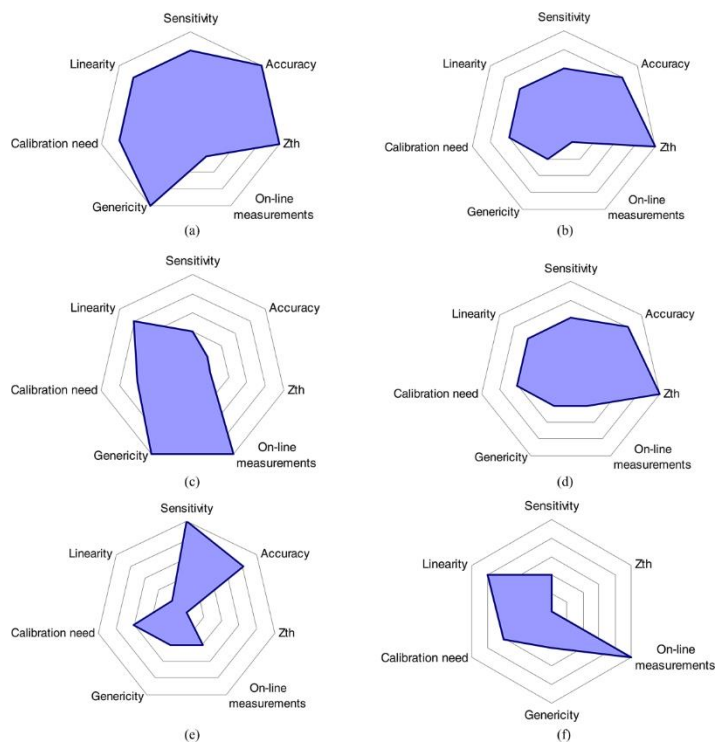 Sensitivity
Linearity
Accuracy
Calibration need
Zth
Genericity
On-line
measurements
(a)
Sensitivity
Linearity
Accuracy
Calibration need
Zth
Genericity
On-line
measurements
(b)
Sensitivity
Linearity
Accuracy
Calibration need
Zth
Genericity
On-line
measurements
(c)
Sensitivity
Linearity
Accuracy
Calibration need
Zth
Genericity
On-line
measurements
(d)
Sensitivity
Linearity
Accuracy
Calibration need
Zth
Genericity
On-line
measurements
(e)
Sensitivity
Linearity
Zth
Calibration need
On-line
measurements
Genericity
(f)